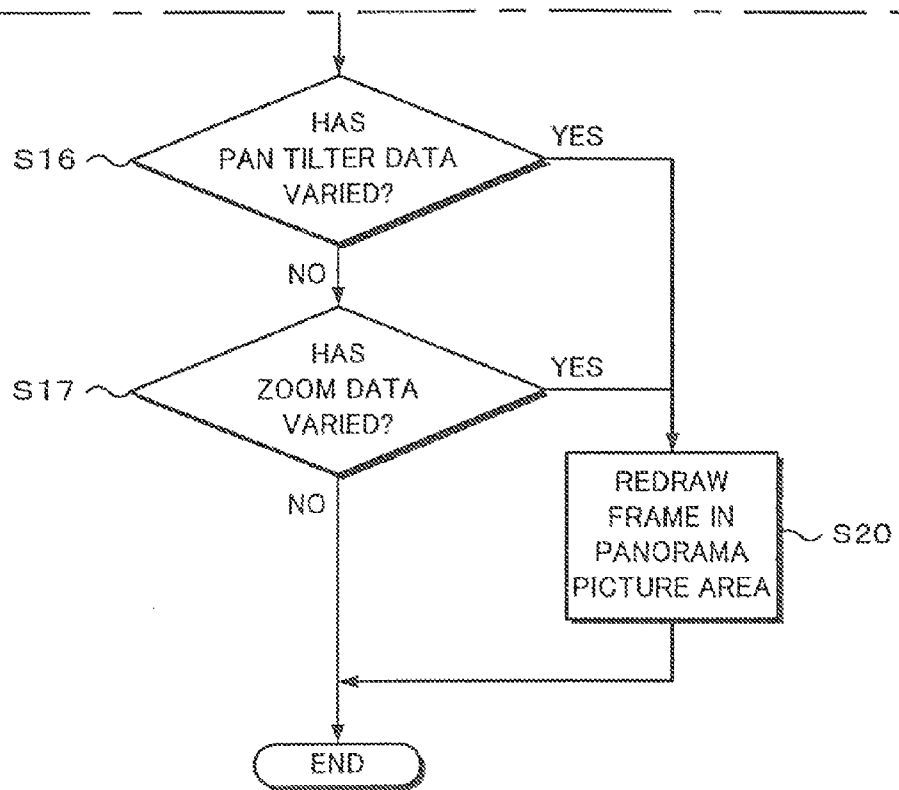 HAS
PAN TILTER DATA
VARIED?
S16
YES
NO
HAS
ZOOM DATA
VARIED?
S17
YES
NO
REDRAW
FRAME IN
PANORAMA
PICTURE AREA
S20
END